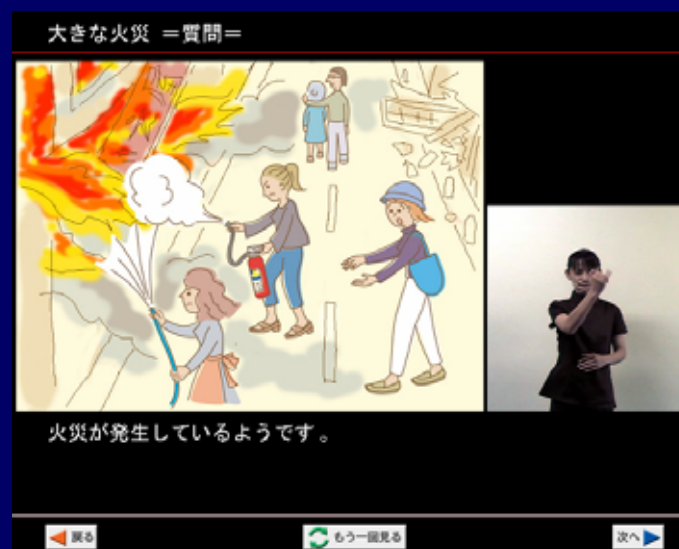 大きな火災 ＝質問＝
火災が発生しているようです。
戻る
もう一回見る
次へ